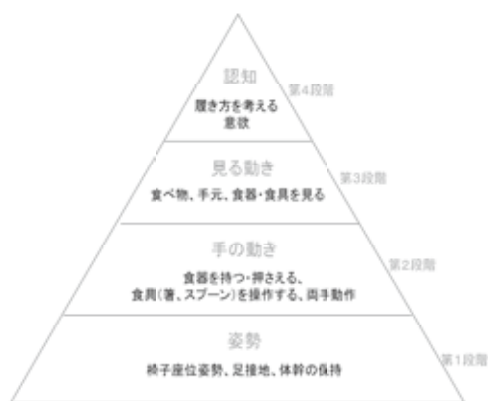 認知
第4段階
履き方を考える
意欲
見る動き
第3段階
食べ物、手元、食器・食具を見る
手の動き
第2段階
食器を持つ・押さえる、
食具(箸、スプーン)を操作する、両手動作
姿勢
第1段階
椅子座位姿勢、足接地、体幹の保持